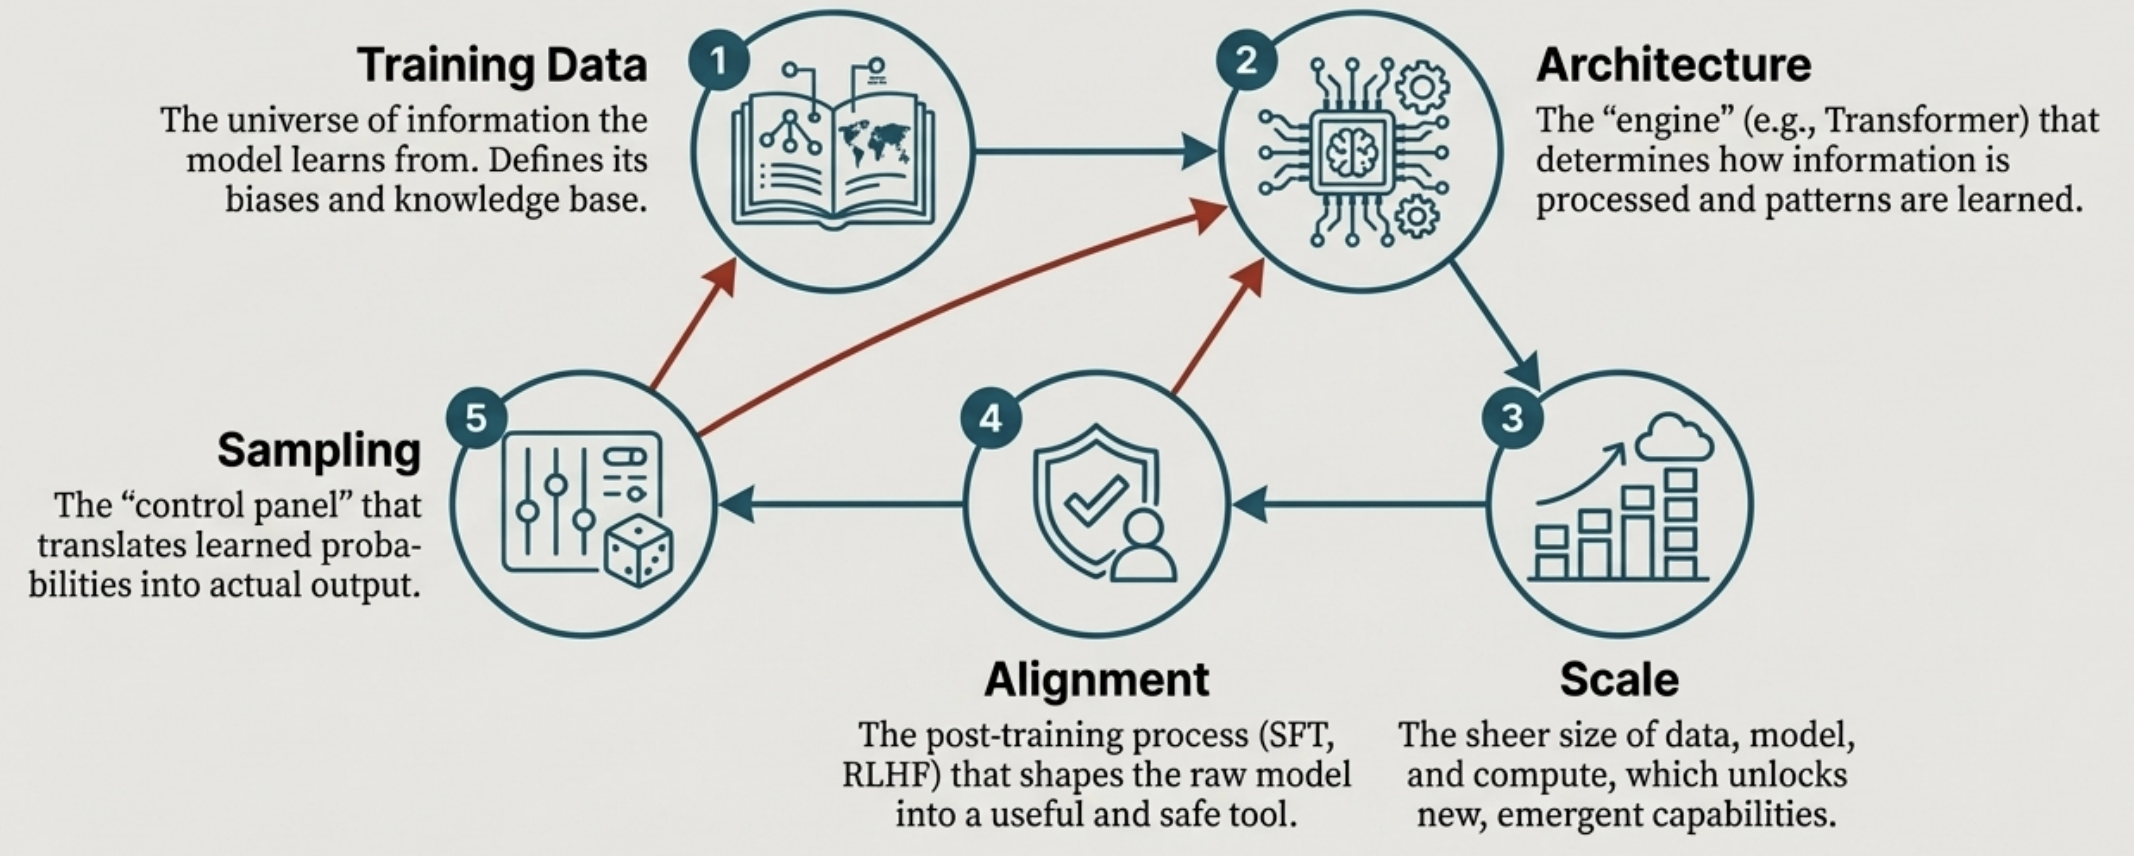 1
Training Data
The universe of information the
model learns from. Defines its
biases and knowledge base.
2
Architecture
The “engine” (e.g., Transformer) that
determines how information is
processed and patterns are learned.
5
Sampling
The “control panel” that
translates learned proba-
bilities into actual output.
4
Alignment
The post-training process (SFT,
RLHF) that shapes the raw model
into a useful and safe tool.
3
Scale
The sheer size of data, model,
and compute, which unlocks
new, emergent capabilities.